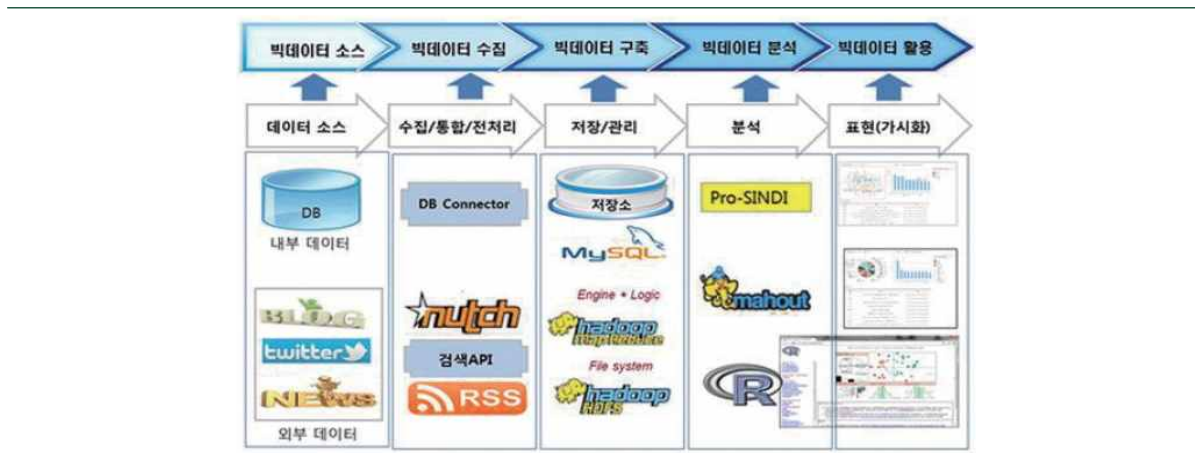 빅데이터 소스
빅데이터 수집
빅데이터 구축
빅데이터 분석
빅데이터 활용
데이터 소스
수집/통합/전처리
저장/관리
분석
표현(가시화)
DB
내부 데이터
BLOG
twitter
NEWS
외부 데이터
DB Connector
nutch
검색API
RSS
저장소
MySQL
Engine + Logic
hadoop
MapReduce
File system
hadoop
HDFS
Pro-SINDI
mahout
R